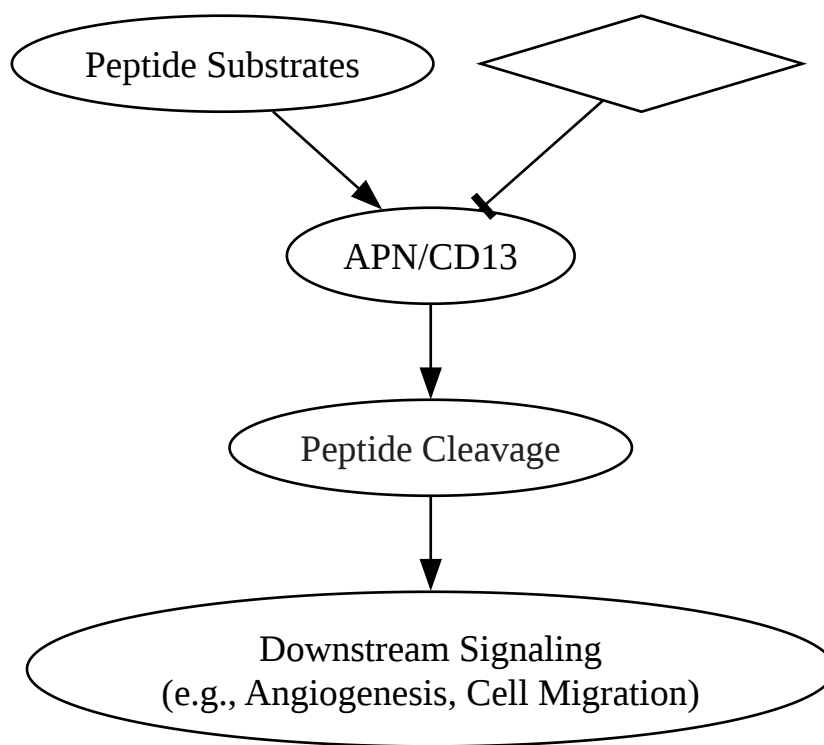 Peptide Substrates
APN/CD13
Peptide Cleavage
Downstream Signaling
(e.g., Angiogenesis, Cell Migration)